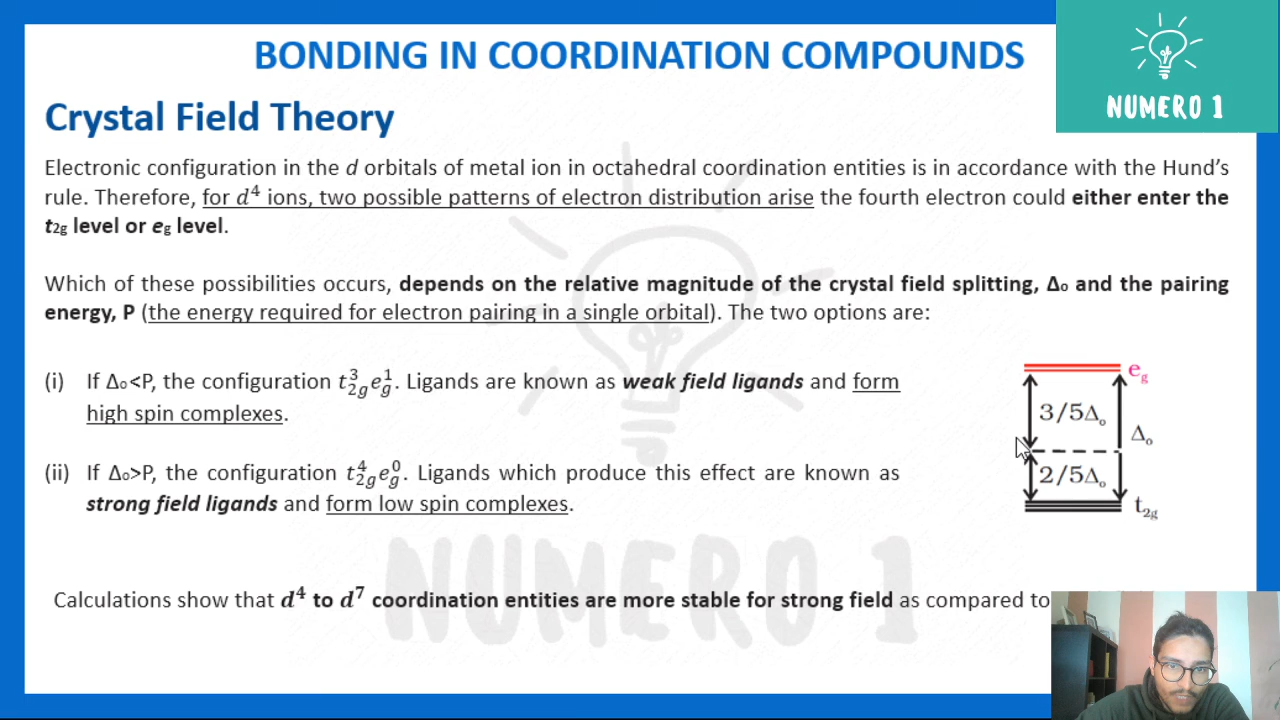 BONDING IN COORDINATION COMPOUNDS
NUMERO 1
Crystal Field Theory
Electronic configuration in the d orbitals of metal ion in octahedral coordination entities is in accordance with the Hund's
rule. Therefore, for d⁴ ions, two possible patterns of electron distribution arise the fourth electron could either enter the
t₂g level or eg level.
Which of these possibilities occurs, depends on the relative magnitude of the crystal field splitting, Δₒ and the pairing
energy, P (the energy required for electron pairing in a single orbital). The two options are:
(i) If Δₒ<P, the configuration t³₂g e¹g. Ligands are known as weak field ligands and form
high spin complexes.
(ii) If Δₒ>P, the configuration t⁴₂g e⁰g. Ligands which produce this effect are known as
strong field ligands and form low spin complexes.
eg
3/5Δₒ
Δₒ
2/5Δₒ
t₂g
NUMERO 1
Calculations show that d⁴ to d⁷ coordination entities are more stable for strong field as compared to